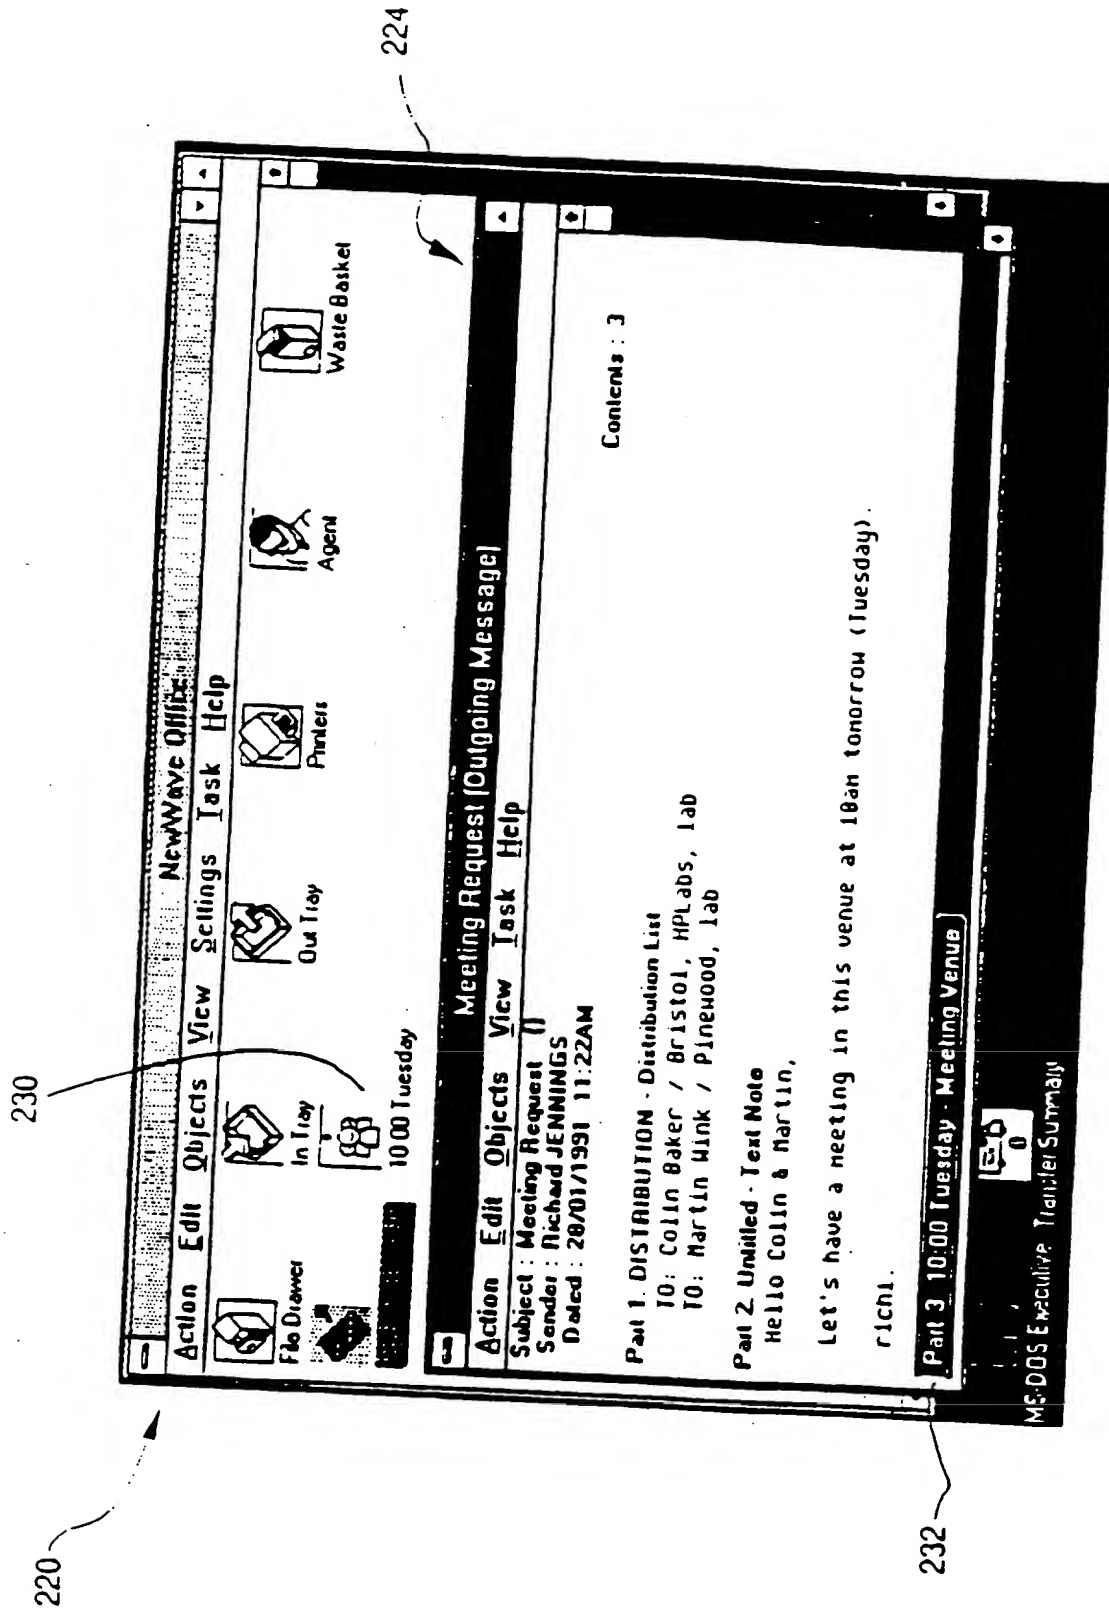 220
224
230
232
NewWave Office
Action Edit Objects View Settings Task Help
File Drawer
In Tray
Out Tray
Printers
Agent
Waste Basket
10 00 Tuesday
Meeting Request [Outgoing Message]
Action Edit Objects View Task Help
Subject : Meeting Request ()
Sender : Richard JENNINGS
Dated : 28/01/1991 11:22AM
Contents : 3
Part 1. DISTRIBUTION - Distribution List
TO: Colin Baker / Bristol, HPLabs, lab
TO: Martin Wink / Pinewood, lab
Part 2. Untitled - Text Note
Hello Colin & Martin,
Let's have a meeting in this venue at 10am tomorrow (Tuesday).
richi.
Part 3 10:00 Tuesday - Meeting Venue
0
MS-DOS Executive Transfer Summary